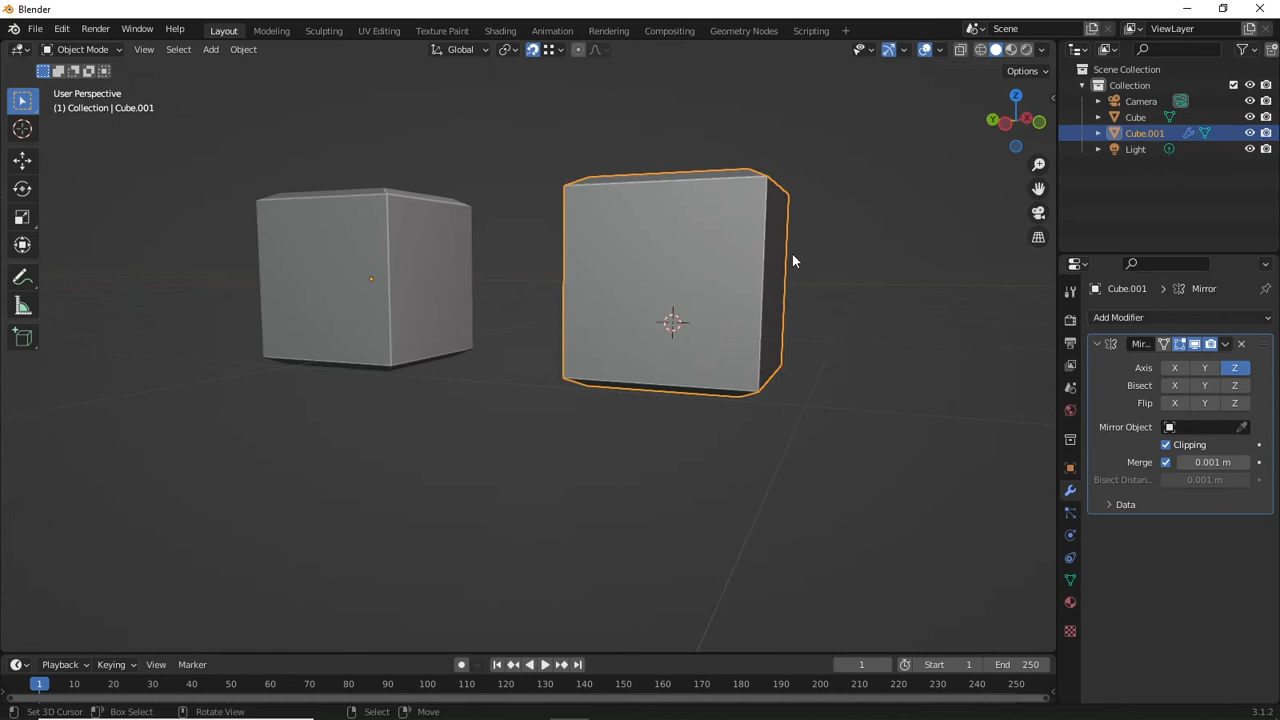 Blender
File Edit Render Window Help Layout Modeling Sculpting UV Editing Texture Paint Shading Animation Rendering Compositing Geometry Nodes Scripting + Scene ViewLayer
Object Mode View Select Add Object Global
Options
User Perspective
(1) Collection | Cube.001
Z
Y X
Scene Collection
Collection
Camera
Cube
Cube.001
Light
Cube.001 > Mirror
Add Modifier
Mir...
Axis X Y Z
Bisect X Y Z
Flip X Y Z
Mirror Object
Clipping
Merge 0.001 m
Bisect Distan... 0.001 m
Data
Playback Keying View Marker 1 Start 1 End 250
1 10 20 30 40 50 60 70 80 90 100 110 120 130 140 150 160 170 180 190 200 210 220 230 240 250
Set 3D Cursor Box Select Rotate View Select Move 3.1.2